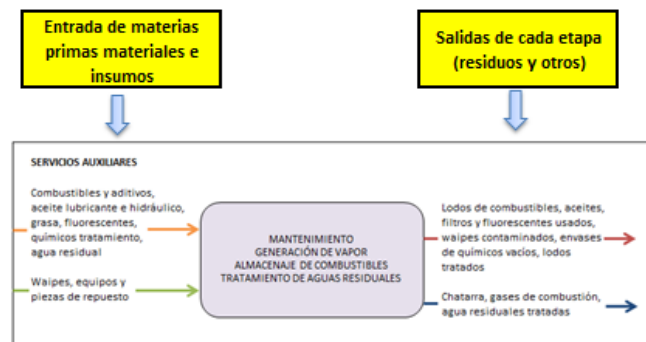 Entrada de materias
primas materiales e
insumos
Salidas de cada etapa
(residuos y otros)
SERVICIOS AUXILIARES
Combustibles y aditivos,
aceite lubricante e hidráulico,
grasa, fluorescentes,
químicos tratamiento,
agua residual
Waipes, equipos y
piezas de repuesto
MANTENIMIENTO
GENERACIÓN DE VAPOR
ALMACENAJE DE COMBUSTIBLES
TRATAMIENTO DE AGUAS RESIDUALES
Lodos de combustibles, aceites,
filtros y fluorescentes usados,
waipes contaminados, envases
de químicos vacíos, lodos
tratados
Chatarra, gases de combustión,
agua residuales tratadas